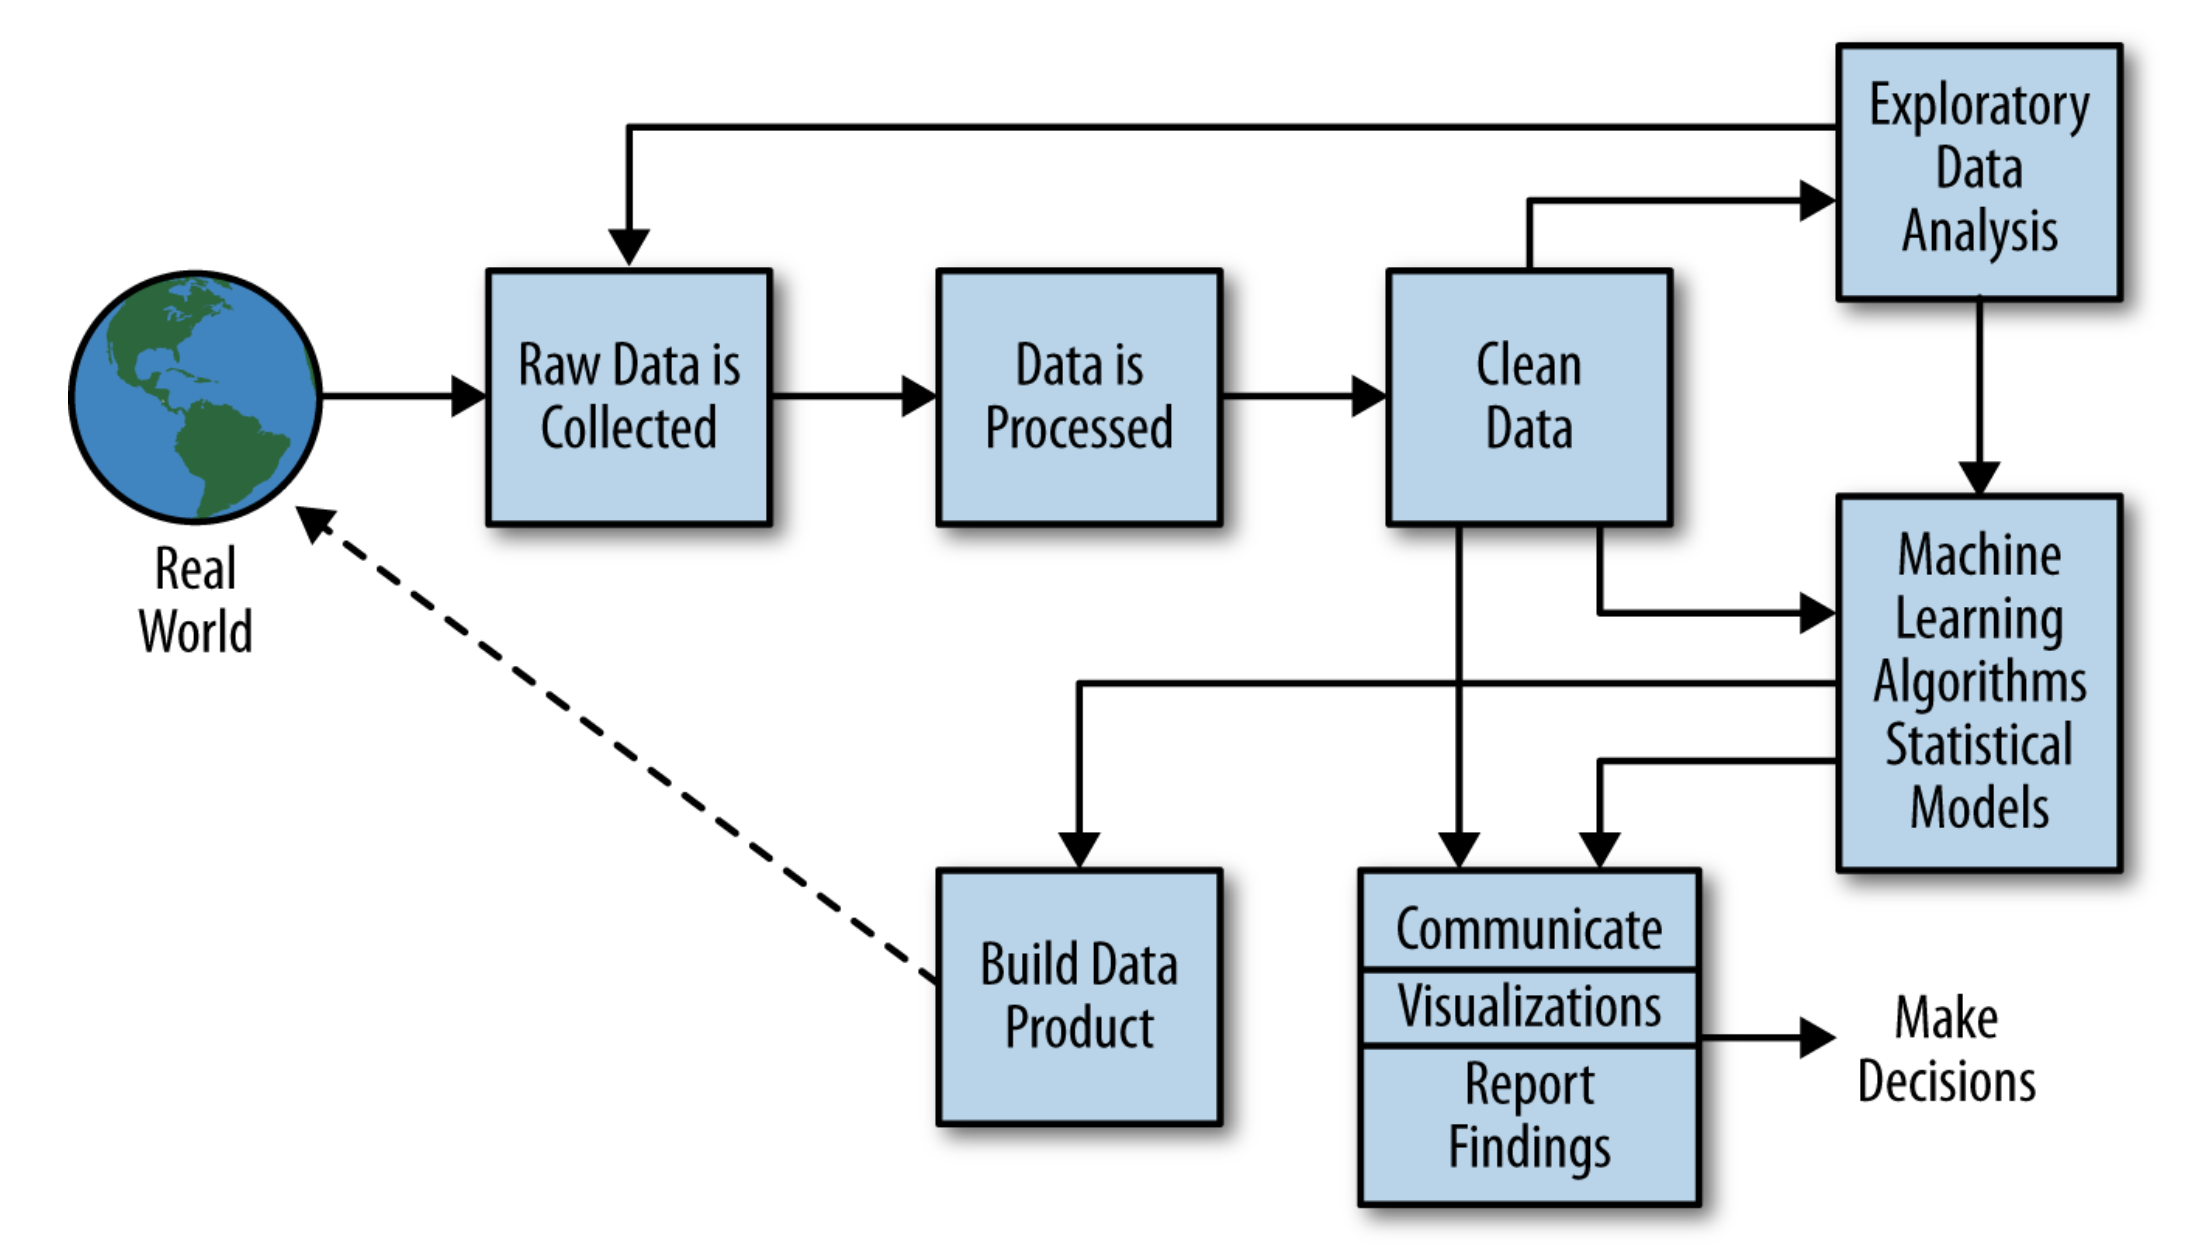 Exploratory
Data
Analysis
Raw Data is
Collected
Data is
Processed
Clean
Data
Real
World
Machine
Learning
Algorithms
Statistical
Models
Build Data
Product
Communicate
Visualizations
Report
Findings
Make
Decisions